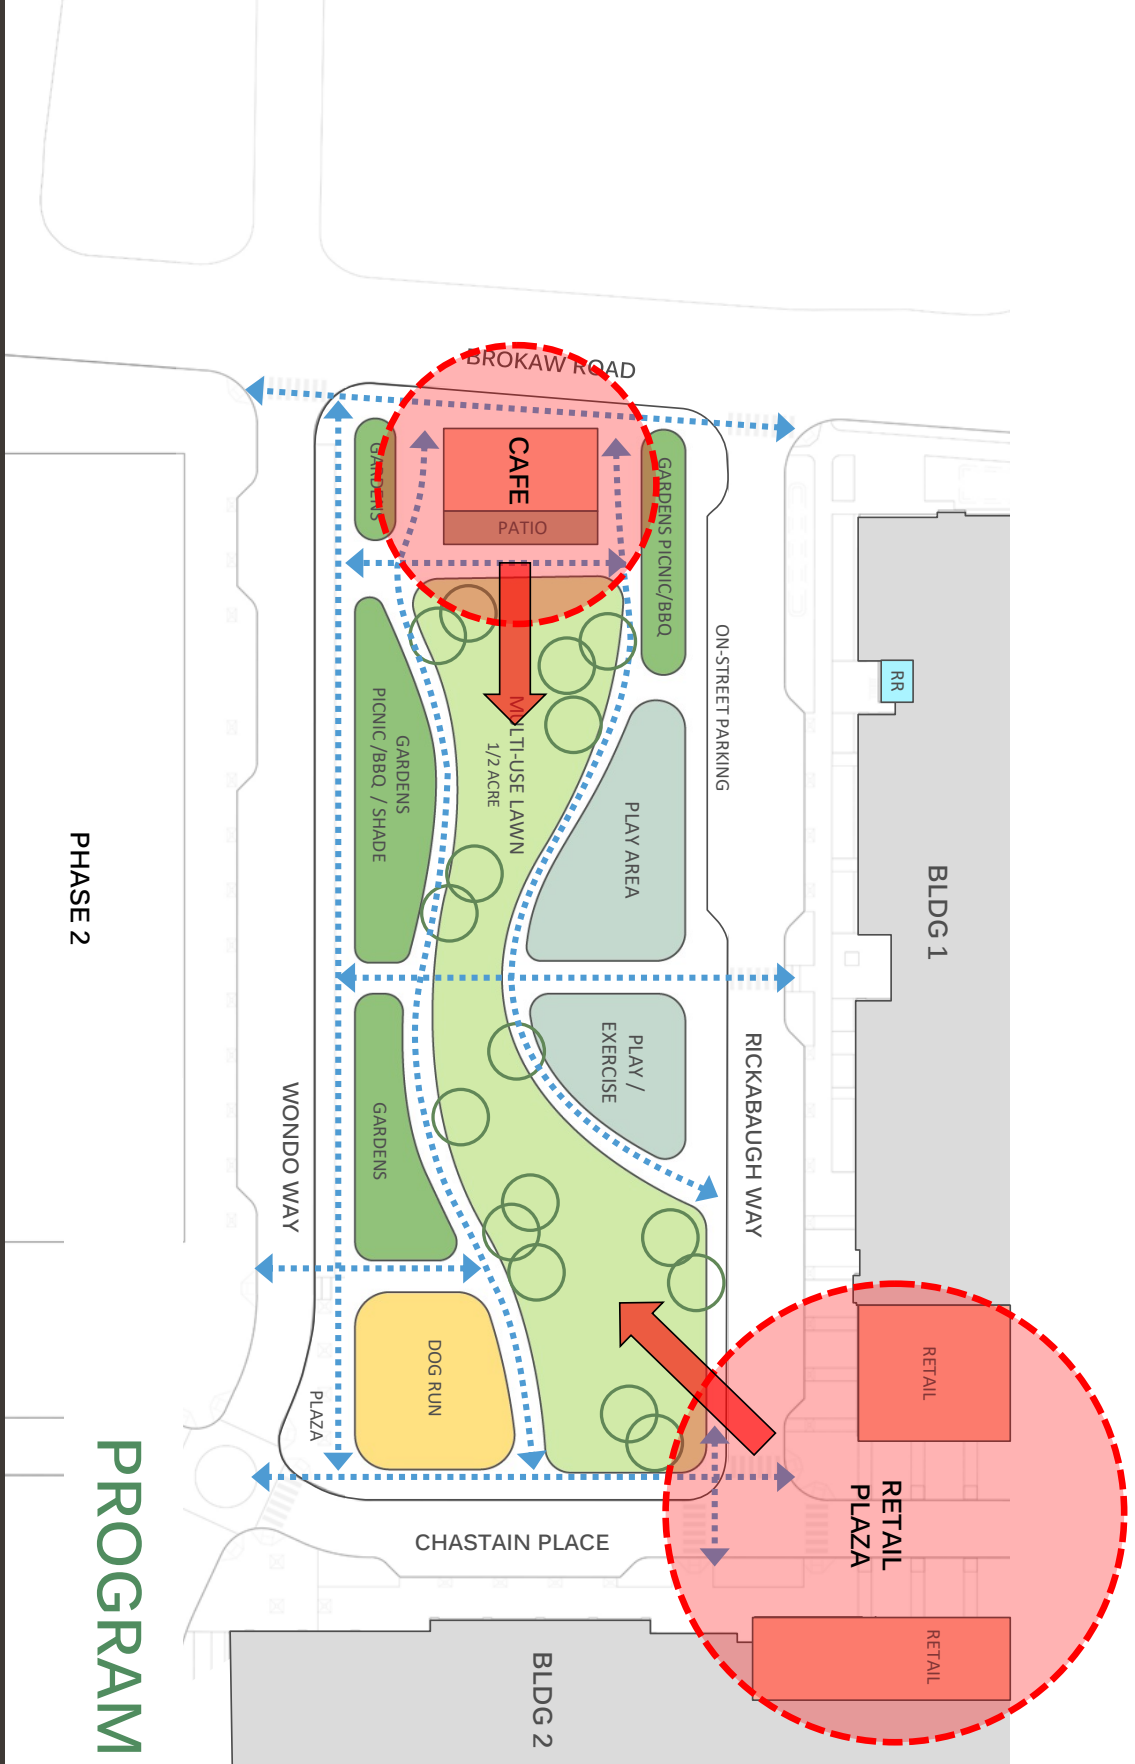 BROKAW ROAD
CAFE
PATIO
GARDENS
GARDENS PICNIC/BBQ
ON-STREET PARKING
RR
MULTI-USE LAWN
1/2 ACRE
GARDENS
PICNIC /BBQ / SHADE
PLAY AREA
BLDG 1
PHASE 2
PLAY /
EXERCISE
RICKABAUGH WAY
WONDO WAY
GARDENS
DOG RUN
PLAZA
RETAIL
RETAIL
PLAZA
CHASTAIN PLACE
RETAIL
BLDG 2
PROGRAM